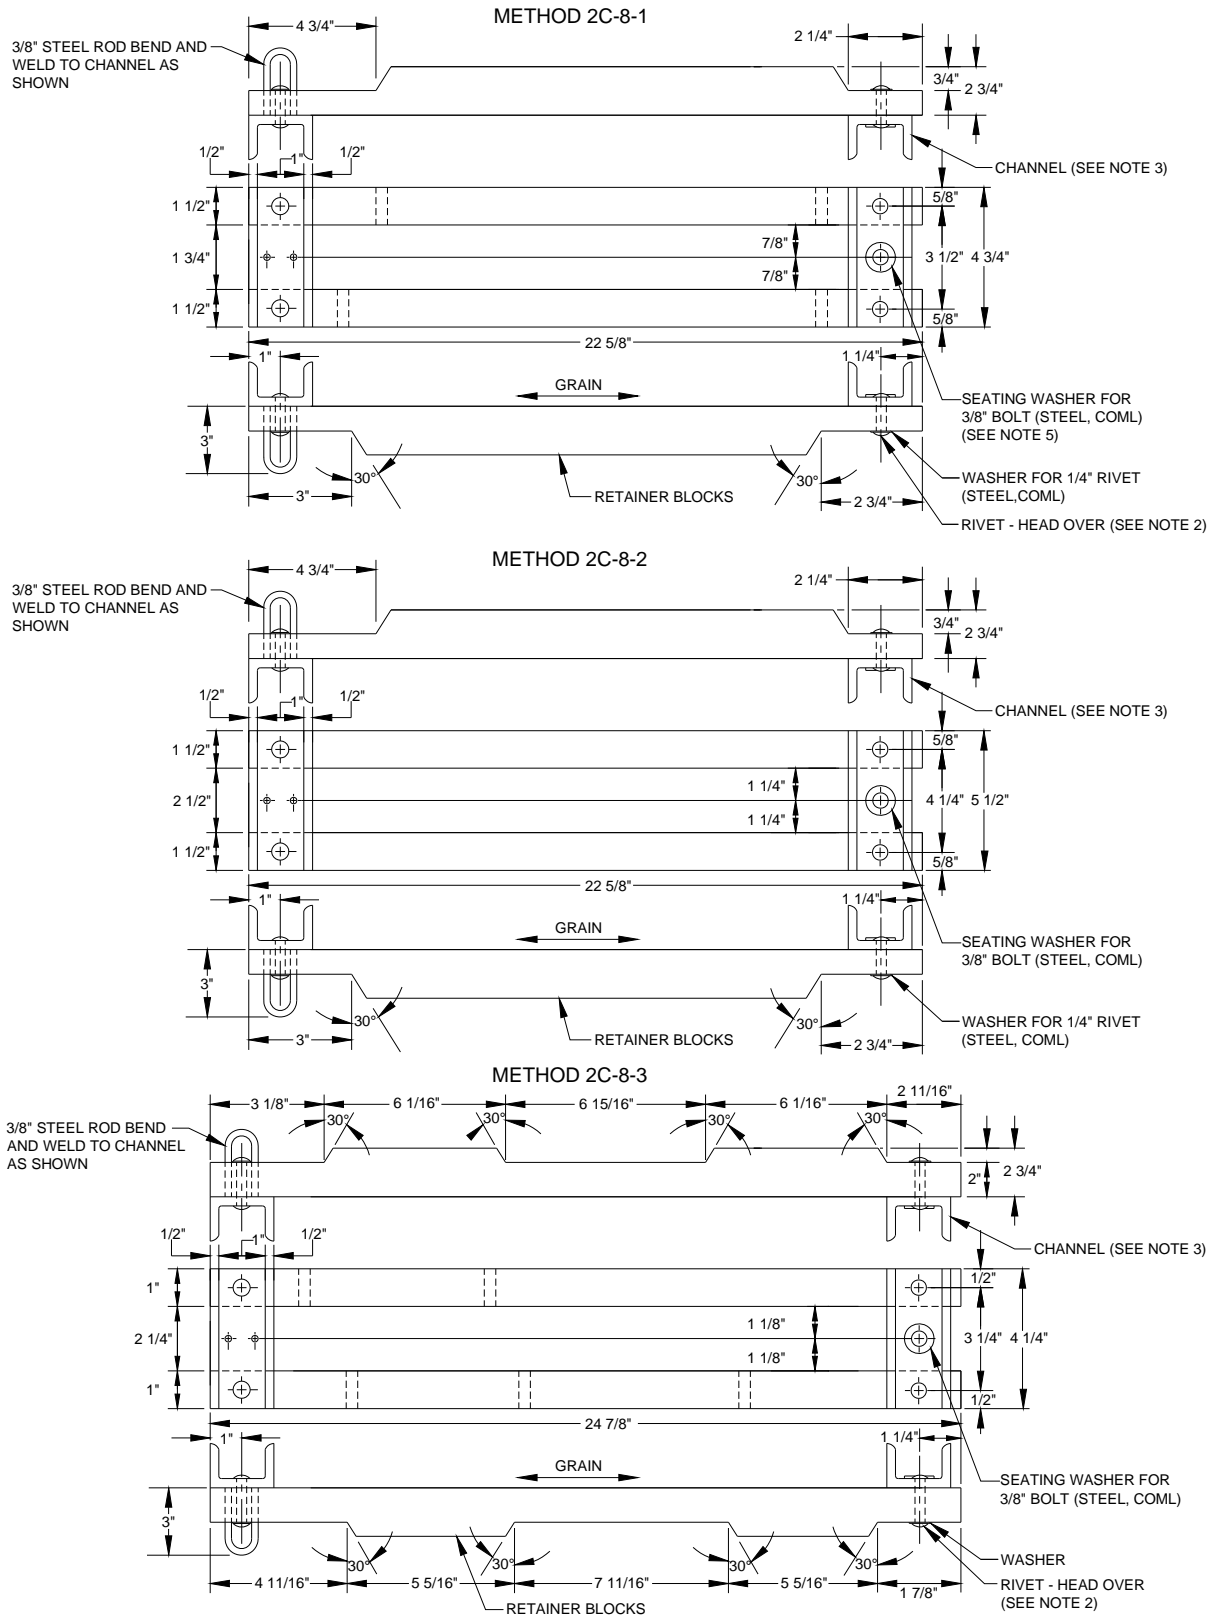 METHOD 2C-8-1
4 3/4"
2 1/4"
3/8" STEEL ROD BEND AND
WELD TO CHANNEL AS
SHOWN
3/4"
2 3/4"
CHANNEL (SEE NOTE 3)
1/2"
1"
1/2"
1 1/2"
5/8"
7/8"
1 3/4"
3 1/2"
4 3/4"
7/8"
1 1/2"
5/8"
22 5/8"
1"
1 1/4"
GRAIN
SEATING WASHER FOR
3/8" BOLT (STEEL, COML)
(SEE NOTE 5)
3"
30°
30°
WASHER FOR 1/4" RIVET
(STEEL,COML)
3"
RETAINER BLOCKS
2 3/4"
RIVET - HEAD OVER (SEE NOTE 2)
METHOD 2C-8-2
4 3/4"
2 1/4"
3/8" STEEL ROD BEND AND
WELD TO CHANNEL AS
SHOWN
3/4"
2 3/4"
1/2"
1"
1/2"
CHANNEL (SEE NOTE 3)
1 1/2"
5/8"
1 1/4"
2 1/2"
4 1/4"
5 1/2"
1 1/4"
1 1/2"
5/8"
22 5/8"
1"
1 1/4"
GRAIN
SEATING WASHER FOR
3/8" BOLT (STEEL, COML)
3"
30°
30°
WASHER FOR 1/4" RIVET
(STEEL, COML)
3"
RETAINER BLOCKS
2 3/4"
METHOD 2C-8-3
3 1/8"
6 1/16"
6 15/16"
6 1/16"
2 11/16"
30°
30°
30°
30°
3/8" STEEL ROD BEND
AND WELD TO CHANNEL
AS SHOWN
2"
2 3/4"
1/2"
1"
1/2"
CHANNEL (SEE NOTE 3)
1"
1/2"
1 1/8"
2 1/4"
3 1/4"
4 1/4"
1 1/8"
1"
1/2"
24 7/8"
1"
1 1/4"
GRAIN
SEATING WASHER FOR
3/8" BOLT (STEEL, COML)
3"
30°
30°
30°
30°
WASHER
4 11/16"
5 5/16"
7 11/16"
5 5/16"
1 7/8"
RIVET - HEAD OVER
(SEE NOTE 2)
RETAINER BLOCKS